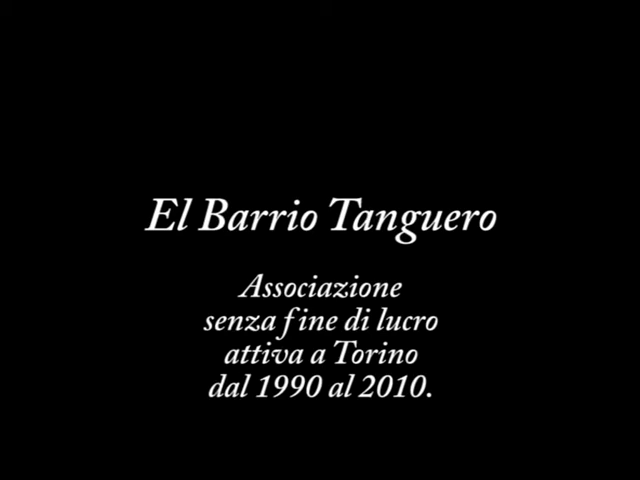 El Barrio Tanguero
Associazione
senza fine di lucro
attiva a Torino
dal 1990 al 2010.